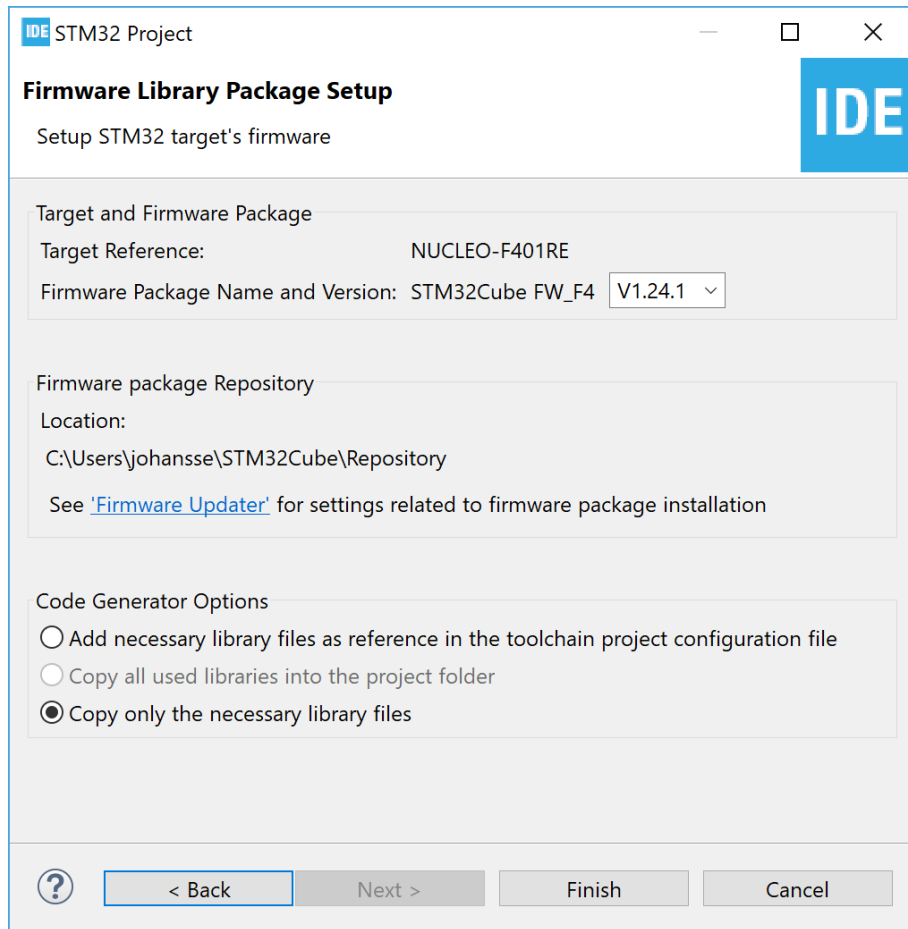 IDE STM32 Project
Firmware Library Package Setup
Setup STM32 target's firmware
IDE
Target and Firmware Package
Target Reference: NUCLEO-F401RE
Firmware Package Name and Version: STM32Cube FW_F4 V1.24.1
Firmware package Repository
Location:
C:\Users\johansse\STM32Cube\Repository
See 'Firmware Updater' for settings related to firmware package installation
Code Generator Options
Add necessary library files as reference in the toolchain project configuration file
Copy all used libraries into the project folder
Copy only the necessary library files
? < Back Next > Finish Cancel